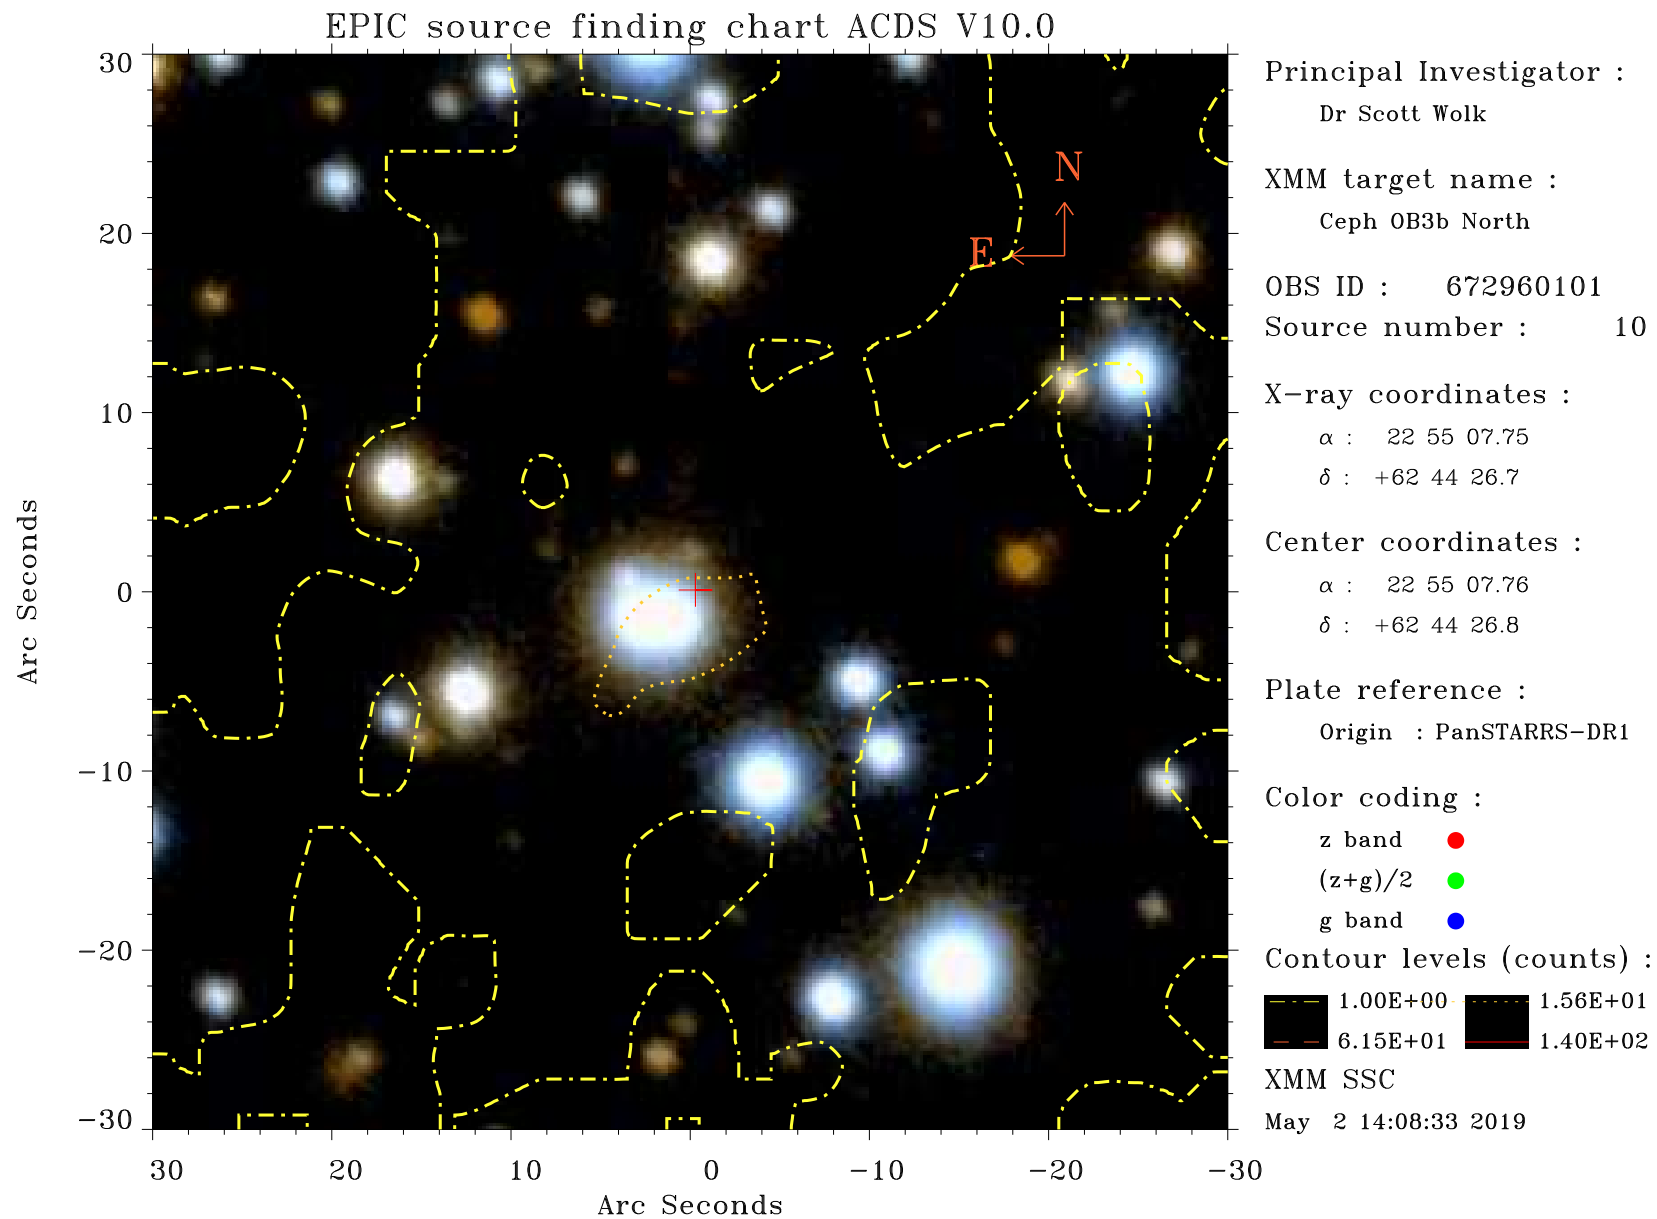 EPIC source finding chart ACDS V10.0
30
20
10
0
-10
-20
-30
Arc Seconds
30 20 10 0 -10 -20 -30
Arc Seconds
N
E
Principal Investigator :
Dr Scott Wolk
XMM target name :
Ceph OB3b North
OBS ID : 672960101
Source number : 10
X-ray coordinates :
α : 22 55 07.75
δ : +62 44 26.7
Center coordinates :
α : 22 55 07.76
δ : +62 44 26.8
Plate reference :
Origin : PanSTARRS-DR1
Color coding :
z band
(z+g)/2
g band
Contour levels (counts) :
1.00E+00 1.56E+01
6.15E+01 1.40E+02
XMM SSC
May 2 14:08:33 2019